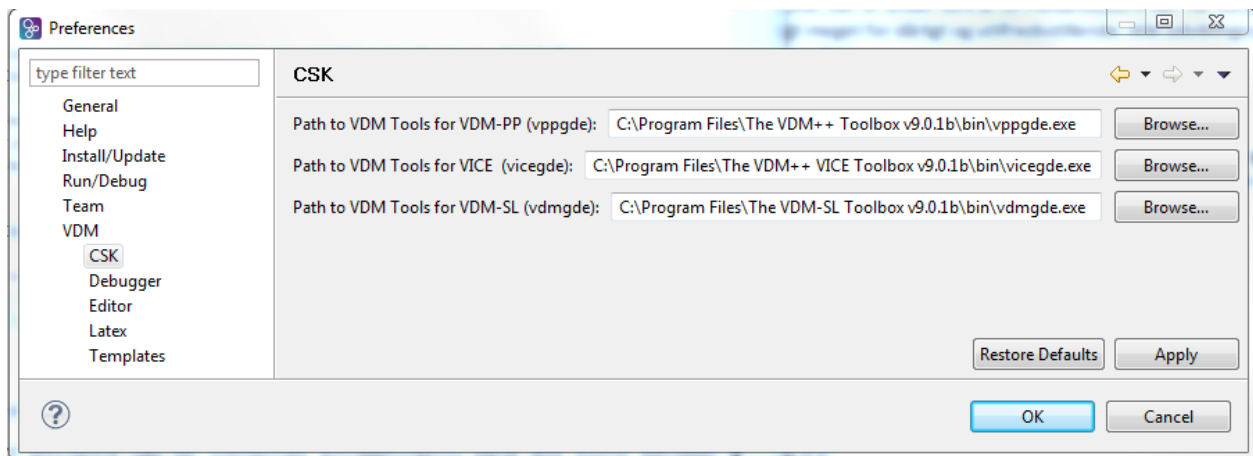 Preferences
type filter text
General
Help
Install/Update
Run/Debug
Team
VDM
CSK
Debugger
Editor
Latex
Templates
CSK
Path to VDM Tools for VDM-PP (vppgde): C:\Program Files\The VDM++ Toolbox v9.0.1b\bin\vppgde.exe Browse...
Path to VDM Tools for VICE (vicegde): C:\Program Files\The VDM++ VICE Toolbox v9.0.1b\bin\vicegde.exe Browse...
Path to VDM Tools for VDM-SL (vdmgde): C:\Program Files\The VDM-SL Toolbox v9.0.1b\bin\vdmgde.exe Browse...
Restore Defaults Apply
? OK Cancel